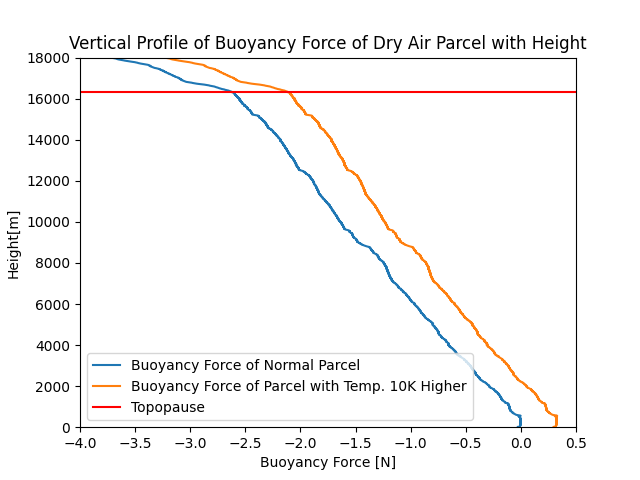 Vertical Profile of Buoyancy Force of Dry Air Parcel with Height
18000
16000
14000
12000
10000
8000
6000
4000
2000
0
Height[m]
Buoyancy Force of Normal Parcel
Buoyancy Force of Parcel with Temp. 10K Higher
Topopause
−4.0 −3.5 −3.0 −2.5 −2.0 −1.5 −1.0 −0.5 0.0 0.5
Buoyancy Force [N]